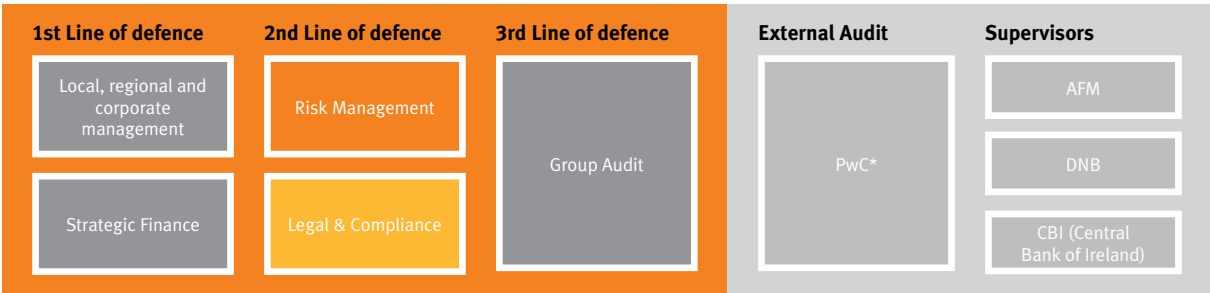 1st Line of defence
Local, regional and
corporate
management
Strategic Finance
2nd Line of defence
Risk Management
Legal & Compliance
3rd Line of defence
Group Audit
External Audit
PwC*
Supervisors
AFM
DNB
CBI (Central
Bank of Ireland)